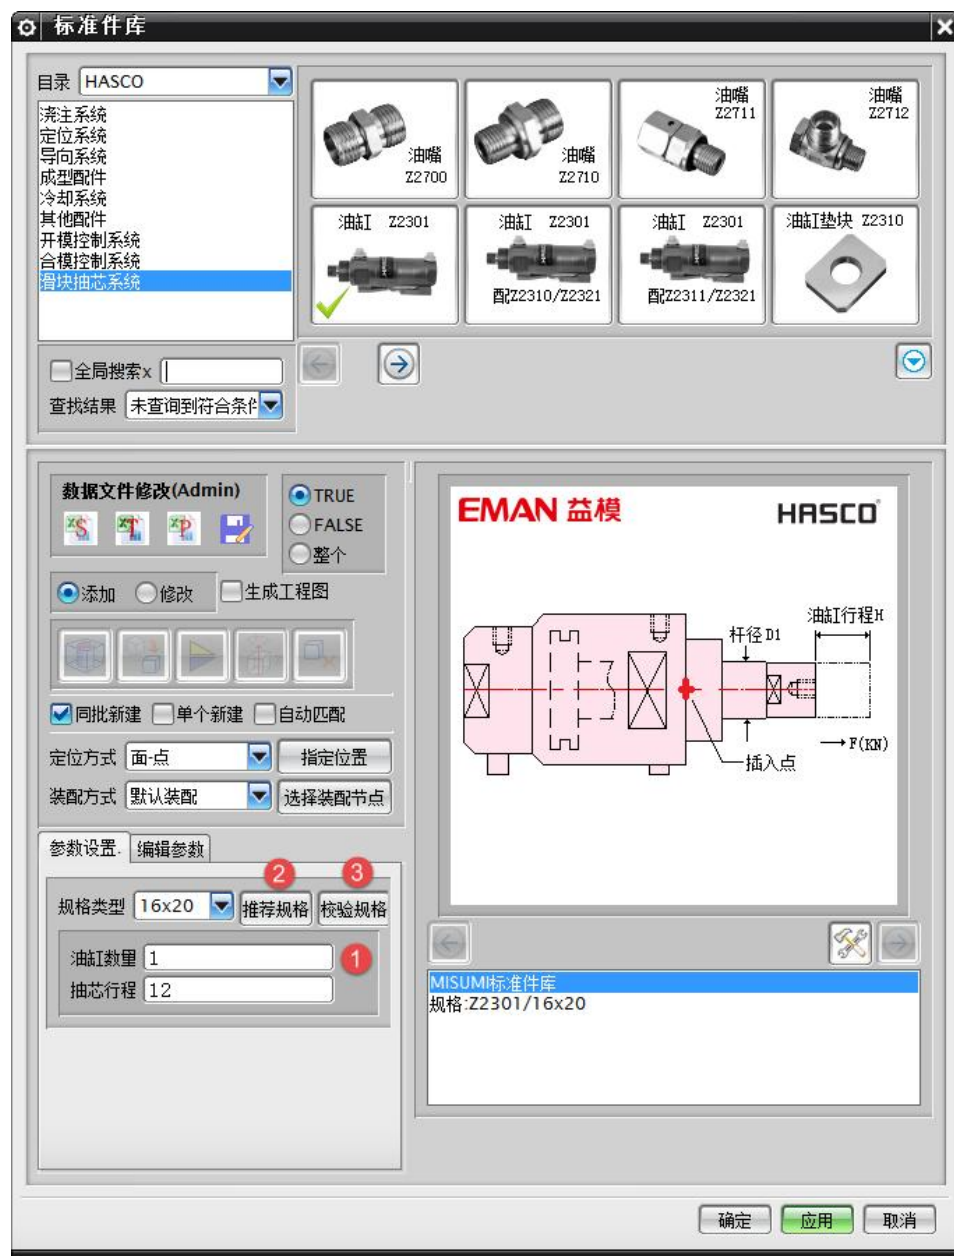 标准件库
目录 HASCO
浇注系统
定位系统
导向系统
成型配件
冷却系统
其他配件
开模控制系统
合模控制系统
滑块抽芯系统
油嘴
Z2700
油嘴
Z2710
油嘴
Z2711
油嘴
Z2712
油缸 Z2301
油缸 Z2301
配Z2310/Z2321
油缸 Z2301
配Z2311/Z2321
油缸垫块 Z2310
全局搜索x
查找结果 未查询到符合条件
数据文件修改(Admin)
TRUE
FALSE
整个
添加 修改 生成工程图
同批新建 单个新建 自动匹配
定位方式 面-点 指定位置
装配方式 默认装配 选择装配节点
参数设置. 编辑参数
2 3
规格类型 16x20 推荐规格 校验规格
油缸数量 1 1
抽芯行程 12
EMAN 益模 HASCO
油缸行程H
杆径D1
F(KN)
插入点
MISUMI标准件库
规格:Z2301/16x20
确定 应用 取消